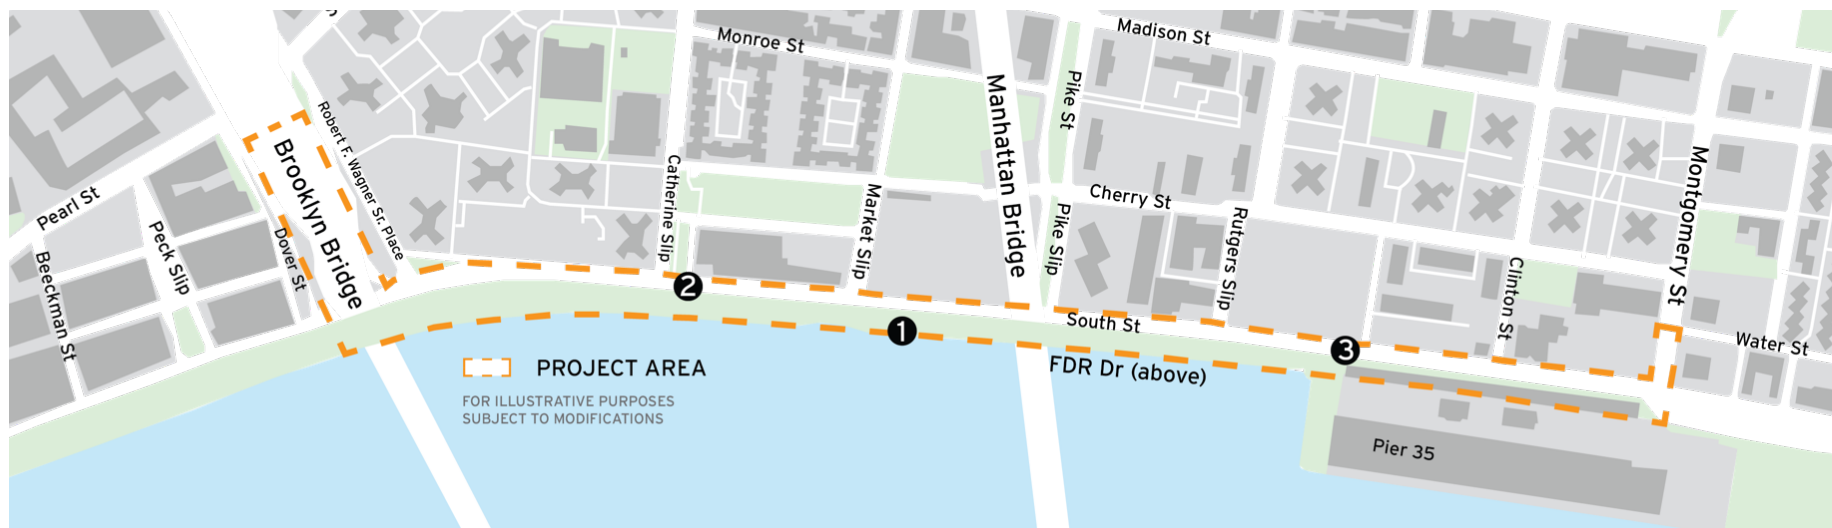 Monroe St
Madison St
Manhattan Bridge
Pike St
Robert F. Wagner Sr. Place
Brooklyn Bridge
Montgomery St
Catherine Slip
Market Slip
Cherry St
Pearl St
Pike Slip
Rutgers Slip
Peck Slip
Dover St
Beeckman St
Clinton St
2
South St
1
3
Water St
PROJECT AREA
FDR Dr (above)
FOR ILLUSTRATIVE PURPOSES
SUBJECT TO MODIFICATIONS
Pier 35